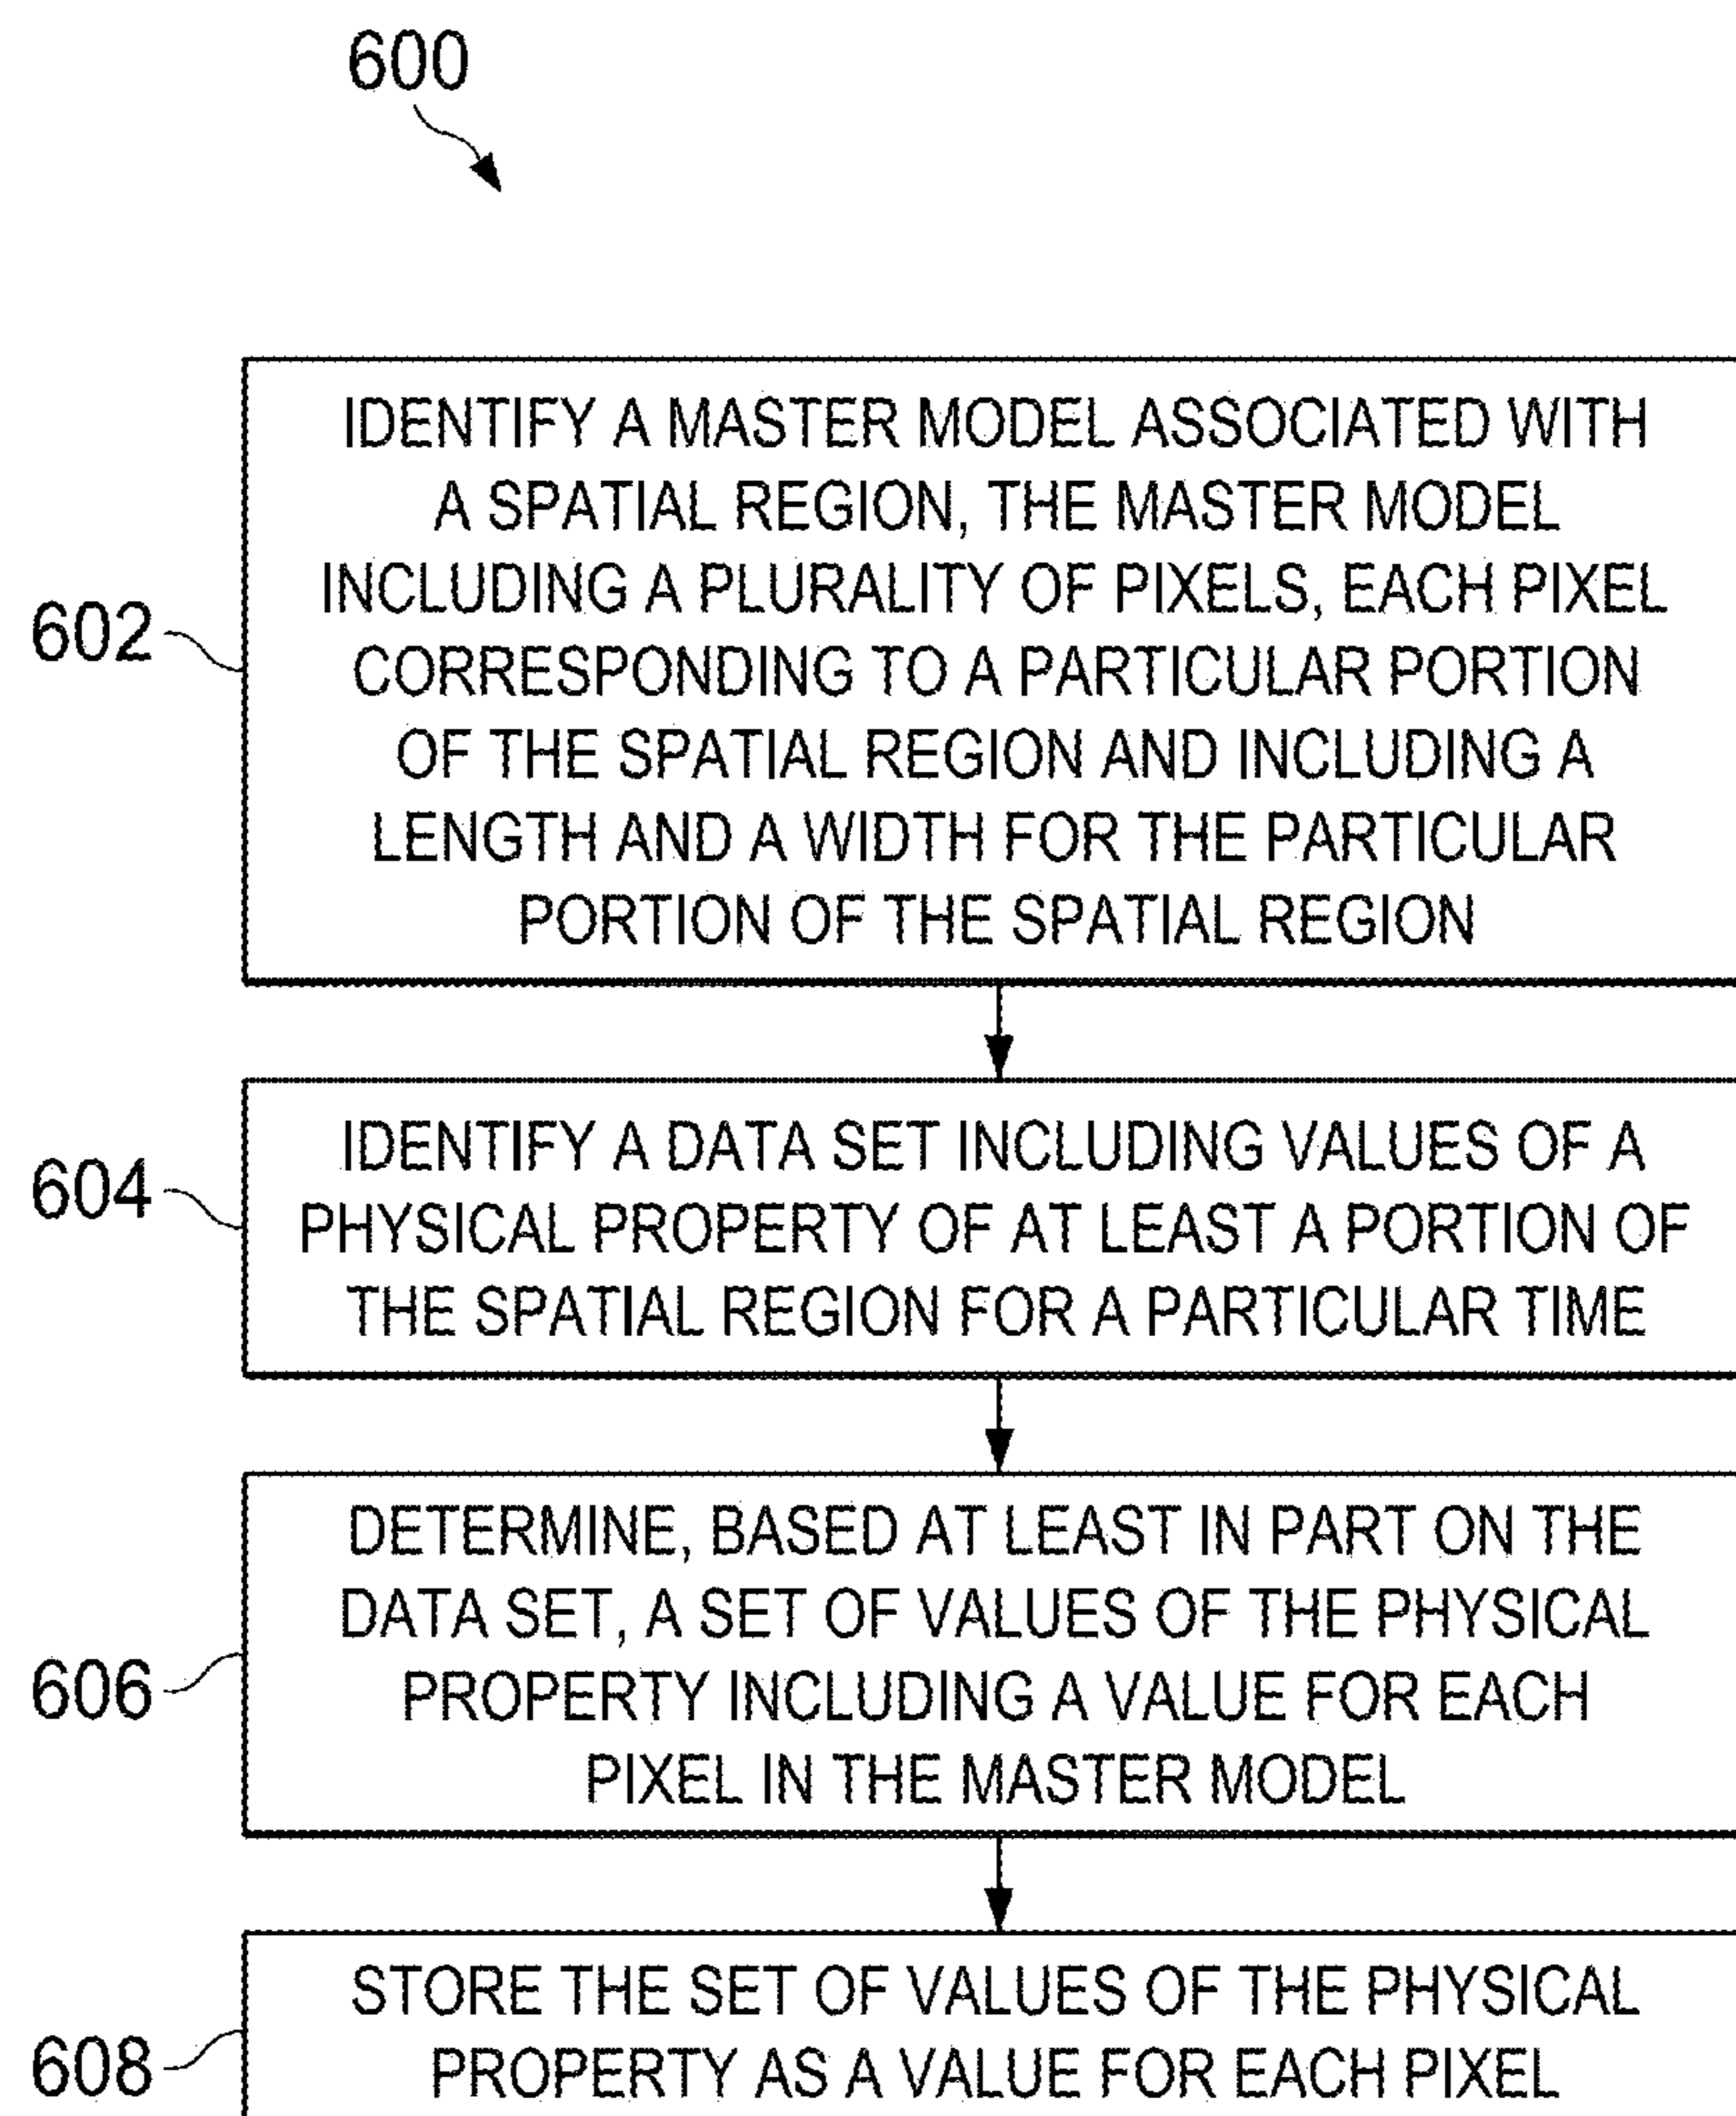 600
602
IDENTIFY A MASTER MODEL ASSOCIATED WITH
A SPATIAL REGION, THE MASTER MODEL
INCLUDING A PLURALITY OF PIXELS, EACH PIXEL
CORRESPONDING TO A PARTICULAR PORTION
OF THE SPATIAL REGION AND INCLUDING A
LENGTH AND A WIDTH FOR THE PARTICULAR
PORTION OF THE SPATIAL REGION
604
IDENTIFY A DATA SET INCLUDING VALUES OF A
PHYSICAL PROPERTY OF AT LEAST A PORTION OF
THE SPATIAL REGION FOR A PARTICULAR TIME
606
DETERMINE, BASED AT LEAST IN PART ON THE
DATA SET, A SET OF VALUES OF THE PHYSICAL
PROPERTY INCLUDING A VALUE FOR EACH
PIXEL IN THE MASTER MODEL
608
STORE THE SET OF VALUES OF THE PHYSICAL
PROPERTY AS A VALUE FOR EACH PIXEL